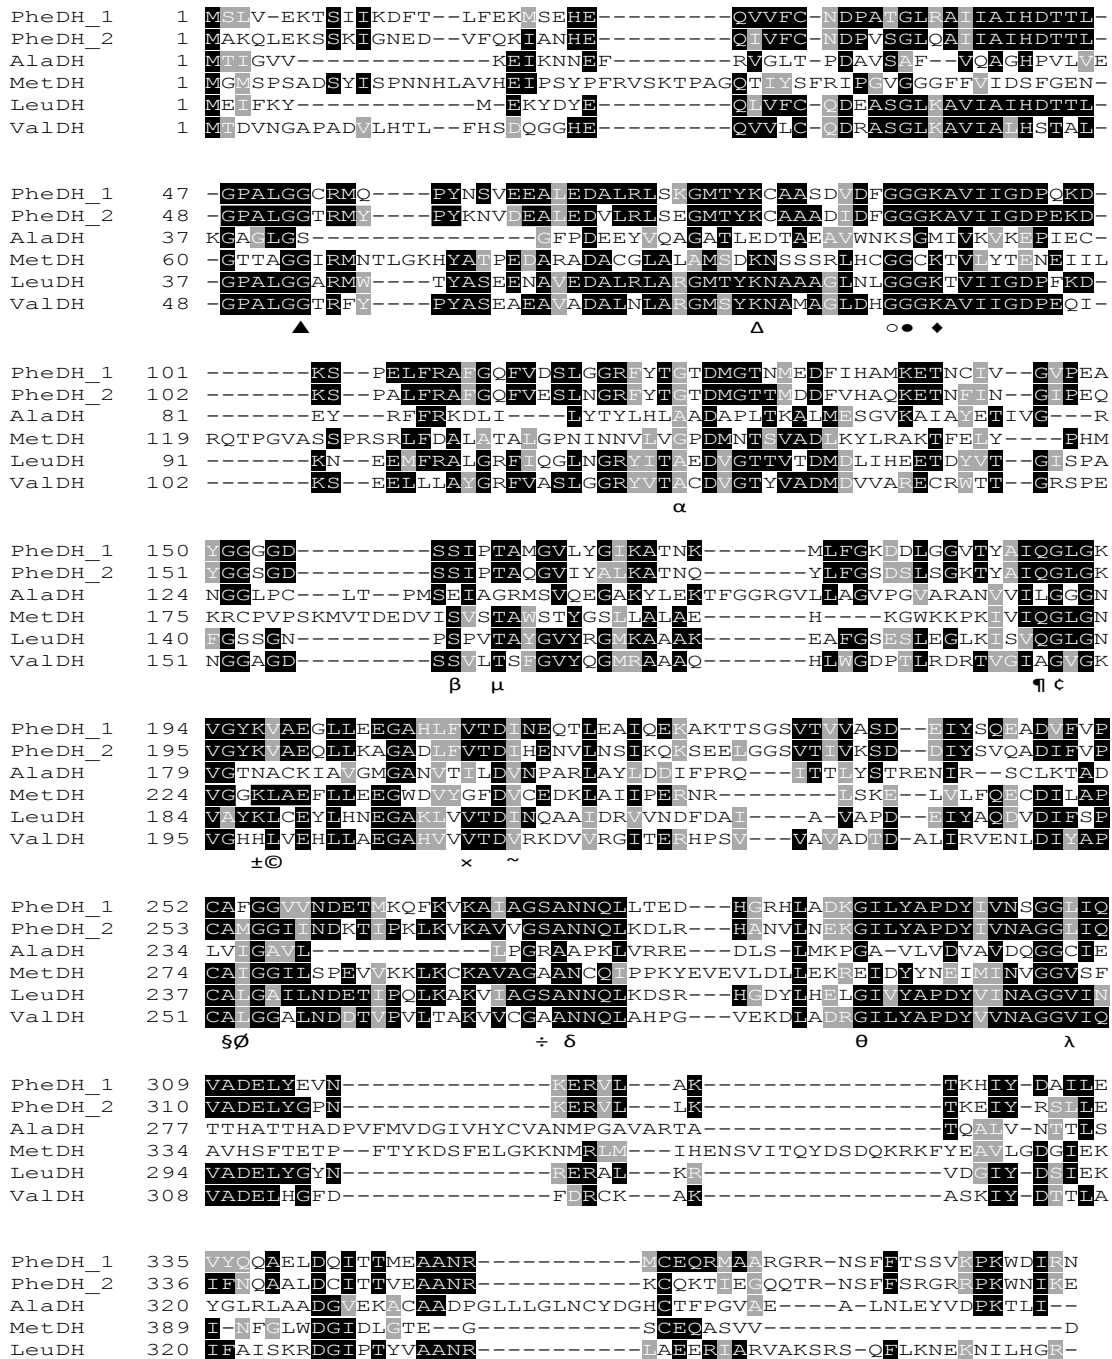 PheDH_1 1 MSLV-EKTSIIKDFT--LFEKMSEHE---------QVVFC-NDPATGLRAIIAIHDTTL-
PheDH_2 1 MAKQLEKSSKIGNED--VFQKIANHE---------QIVFC-NDPVSGLQAIIAIHDTTL-
AlaDH 1 MTIGVV-------------KEIKNNEF--------RVGLT-PDAVSAF--VQAGHPVLVE
MetDH 1 MGMSPSADSYISPNNHLAVHEIPSYPFRVSKTPAGQTIYSFRIPGVGGGFFVIDSFGEN-
LeuDH 1 MEIFKY------------M-EKYDYE---------QLVFCQ-DEASGLKAVIAIHDTTL-
ValDH 1 MTDVNGAPADVLHTL--FHSDQGGHE---------QVVLC-QDRASGLKAVIALHSTAL-
PheDH_1 47 -GPALGGCRMQ----PYNSVEEALEDALRLSKGMTYKCAASDVDFGGGKAVIIGDPQKD-
PheDH_2 48 -GPALGGTRMY----PYKNVDEALEDVLRLSEGMTYKCAAADIDFGGGKAVIIGDPEKD-
AlaDH 37 KGAGLGS---------------GFPDEEYVQAGATLEDTAEAVWNKSGMIVKVKEPIEC-
MetDH 60 -GTTAGGIRMNTLGKHYATPEDARADACGLALAMSDKNSSSRLHCGGCKTVLYTENEIIL
LeuDH 37 -GPALGGARMW----TYASEENAVEDALRLARGMTYKNAAAGLNLGGGKTVIIGDPFKD-
ValDH 48 -GPALGGTRFY----PYASEAEAVADALNLARGMSYKNAMAGLDHGGGKAVIIGDPEQI-
▲ Δ ○● ◆
PheDH_1 101 -------KS--PELFRAFGQFVDSLGGRFYTGTDMGTNMEDFIHAMKETNCIV--GVPEA
PheDH_2 102 -------KS--PALFRAFGQFVESLNGRFYTGTDMGTTMDDFVHAQKETNFIN--GIPEQ
AlaDH 81 -------EY---RFFRKDLI----LYTYLHLAADAPLTKALMESGVKAIAYETIVG---R
MetDH 119 RQTPGVASSPRSRLFDALATALGPNINNVLVGPDMNTSVADLKYLRAKTFELY----PHM
LeuDH 91 -------KN--EEMFRALGRFIQGLNGRYITAEDVGTTVTDMDLIHEETDYVT--GISPA
ValDH 102 -------KS--EELLLAYGRFVASLGGRYVTACDVGTYVADMDVVARECRWTT--GRSPE
α
PheDH_1 150 YGGGGD---------SSIPTAMGVLYGIKATNK-------MLFGKDDLGGVTYAIQGLGK
PheDH_2 151 YGGSGD---------SSIPTAQGVIYALKATNQ-------YLFGSDSLSGKTYAIQGLGK
AlaDH 124 NGGLPC---LT--PMSEIAGRMSVQEGAKYLEKTFGGRGVLLAGVPGVARANVVILGGGN
MetDH 175 KRCPVPSKMVTDEDVISVSTAWSTYGSLLALAE-------H----KGWKKPKIVIQGLGN
LeuDH 140 FGSSGN---------PSPVTAYGVYRGMKAAAK-------EAFGSESLEGLKISVQGLGN
ValDH 151 NGGAGD---------SSVLTSFGVYQGMRAAAQ-------HLWGDPTLRDRTVGIAGVGK
β µ ¶ ¢
PheDH_1 194 VGYKVAEGLLEEGAHLFVTDINEQTLEAIQEKAKTTSGSVTVVASD--EIYSQEADVFVP
PheDH_2 195 VGYKVAEQLLKAGADLFVTDIHENVLNSIKQKSEELGGSVTIVKSD--DIYSVQADIFVP
AlaDH 179 VGTNACKIAVGMGANVTILDVNPARLAYLDDIFPRQ---ITTLYSTRENIR--SCLKTAD
MetDH 224 VGGKLAEFLLEEGWDVYGFDVCEDKLAIIPERNR--------LSKE--LVLFQECDILAP
LeuDH 184 VAYKLCEYLHNEGAKLVVTDINQAAIDRVVNDFDAI----A-VAPD--EIYAQDVDIFSP
ValDH 195 VGHHLVEHLLAEGAHVVVTDVRKDVVRGITERHPSV---VAVADTD-ALIRVENLDIYAP
±© × ~
PheDH_1 252 CAFGGVVNDETMKQFKVKAIAGSANNQLLTED---HGRHLADKGILYAPDYIVNSGGLIQ
PheDH_2 253 CAMGGIINDKTIPKLKVKAVVGSANNQLKDLR---HANVLNEKGILYAPDYIVNAGGLIQ
AlaDH 234 LVIGAVL------------LPGRAAPKLVRRE---DLS-LMKPGA-VLVDVAVDQGGCIE
MetDH 274 CAIGGILSPEVVKKLKCKAVAGAANCQIPPKYEVEVLDLLEKREIDYYNEIMINVGGVSF
LeuDH 237 CALGAILNDETIPQLKAKVIAGSANNQLKDSR---HGDYLHELGIVYAPDYVINAGGVIN
ValDH 251 CALGGALNDDTVPVLTAKVVCGAANNQLAHPG---VEKDLADRGILYAPDYVVNAGGVIQ
§Ø ÷ δ θ λ
PheDH_1 309 VADELYEVN--------------KERVL---AK----------------TKHIY-DAILE
PheDH_2 310 VADELYGPN--------------KERVL---LK----------------TKEIY-RSLLE
AlaDH 277 TTHATTHADPVFMVDGIVHYCVANMPGAVARTA----------------TQALV-NTTLS
MetDH 334 AVHSFTETP--FTYKDSFELGKKNMRLM---IHENSVITQYDSDQKRKFYEAVLGDGIEK
LeuDH 294 VADELYGYN--------------RERAL---KR----------------VDGIY-DSIEK
ValDH 308 VADELHGFD--------------FDRCK---AK----------------ASKIY-DTTLA
PheDH_1 335 VYQQAELDQITTMEAANR-----------MCEQRMAARGRR-NSFFTSSVKPKWDIRN
PheDH_2 336 IFNQAALDCITTVEAANR-----------KCQKTIEGQQTR-NSFFSRGRRPKWNIKE
AlaDH 320 YGLRLAADGVEKACAADPGLLLGLNCYDGHCTFPGVAE----A-LNLEYVDPKTLI--
MetDH 389 I-NFGLWDGIDLGTE--G-----------SCEQASVV--------------------D
LeuDH 320 IFAISKRDGIPTYVAANR-----------LAEERIARVAKSRS-QFLKNEKNILHGR-